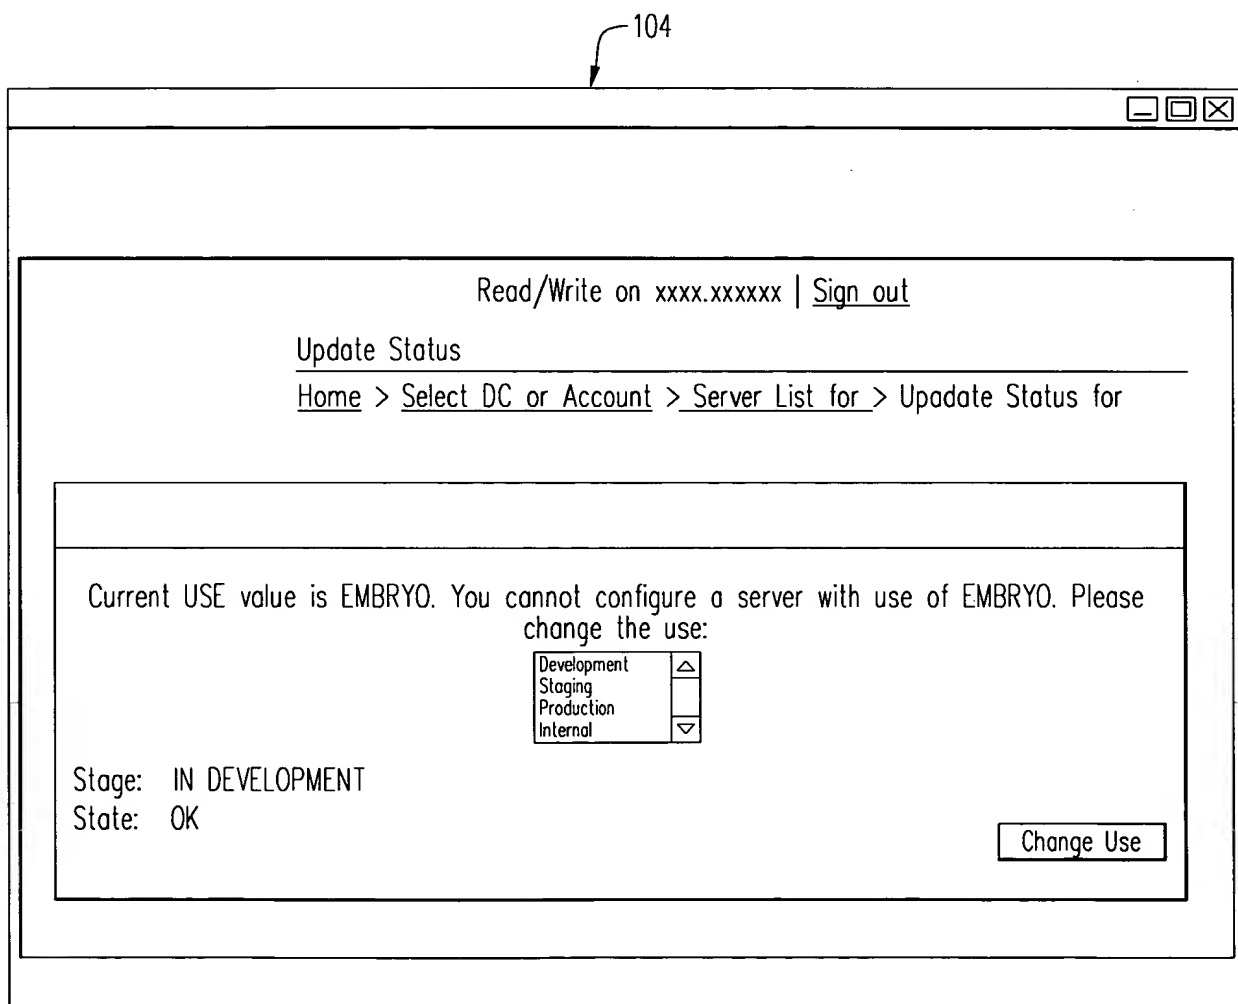 104
Read/Write on xxxx.xxxxxx | Sign out
Update Status
Home > Select DC or Account > Server List for > Upadate Status for
Current USE value is EMBRYO. You cannot configure a server with use of EMBRYO. Please
change the use:
Development
Staging
Production
Internal
Stage: IN DEVELOPMENT
State: OK
Change Use